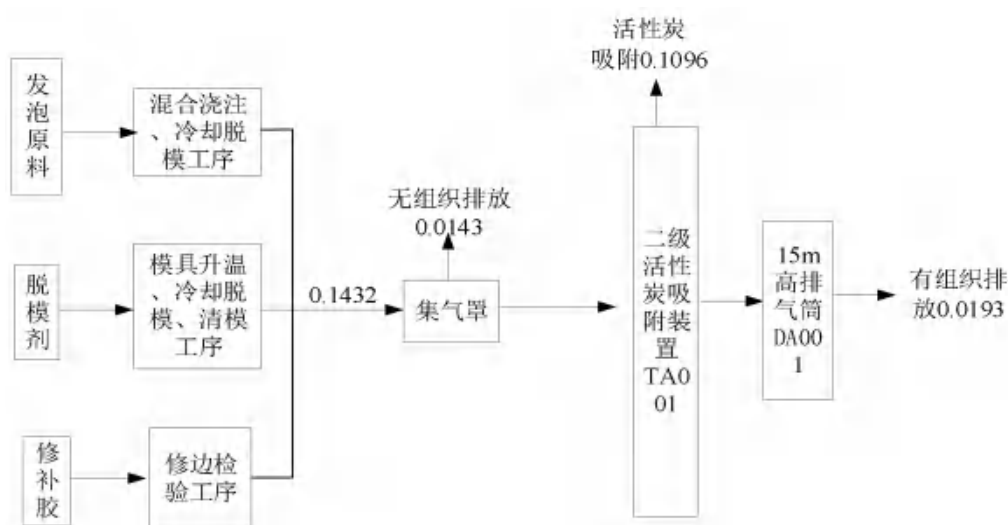 发
泡
原
料
混合浇注
、冷却脱
模工序
脱
模
剂
模具升温
、冷却脱
模、清模
工序
修
补
胶
修边检
验工序
0.1432
无组织排放
0.0143
集气罩
活性炭
吸附0.1096
二级
活性
炭吸
附装
置
TA0
01
15m
高排
气筒
DA00
1
有组织排
放0.0193